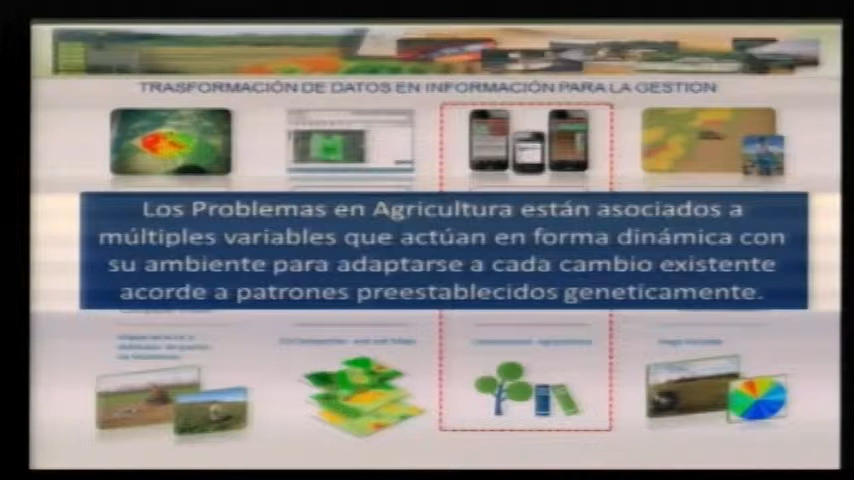 TRASFORMACIÓN DE DATOS EN INFORMACIÓN PARA LA GESTION
Los Problemas en Agricultura están asociados a
múltiples variables que actúan en forma dinámica con
su ambiente para adaptarse a cada cambio existente
acorde a patrones preestablecidos geneticamente.